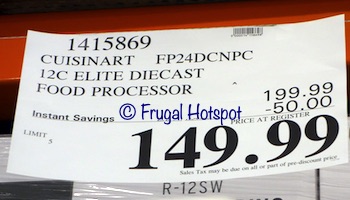 1415869
CUISINART FP24DCNPC
12C ELITE DIECAST
FOOD PROCESSOR
199.99
Instant Savings -50.00
© Frugal Hotspot
PRICE AT REGISTER
LIMIT
5
149.99
Sales Tax may be due on all or part of pre-discount price.
R-12SW